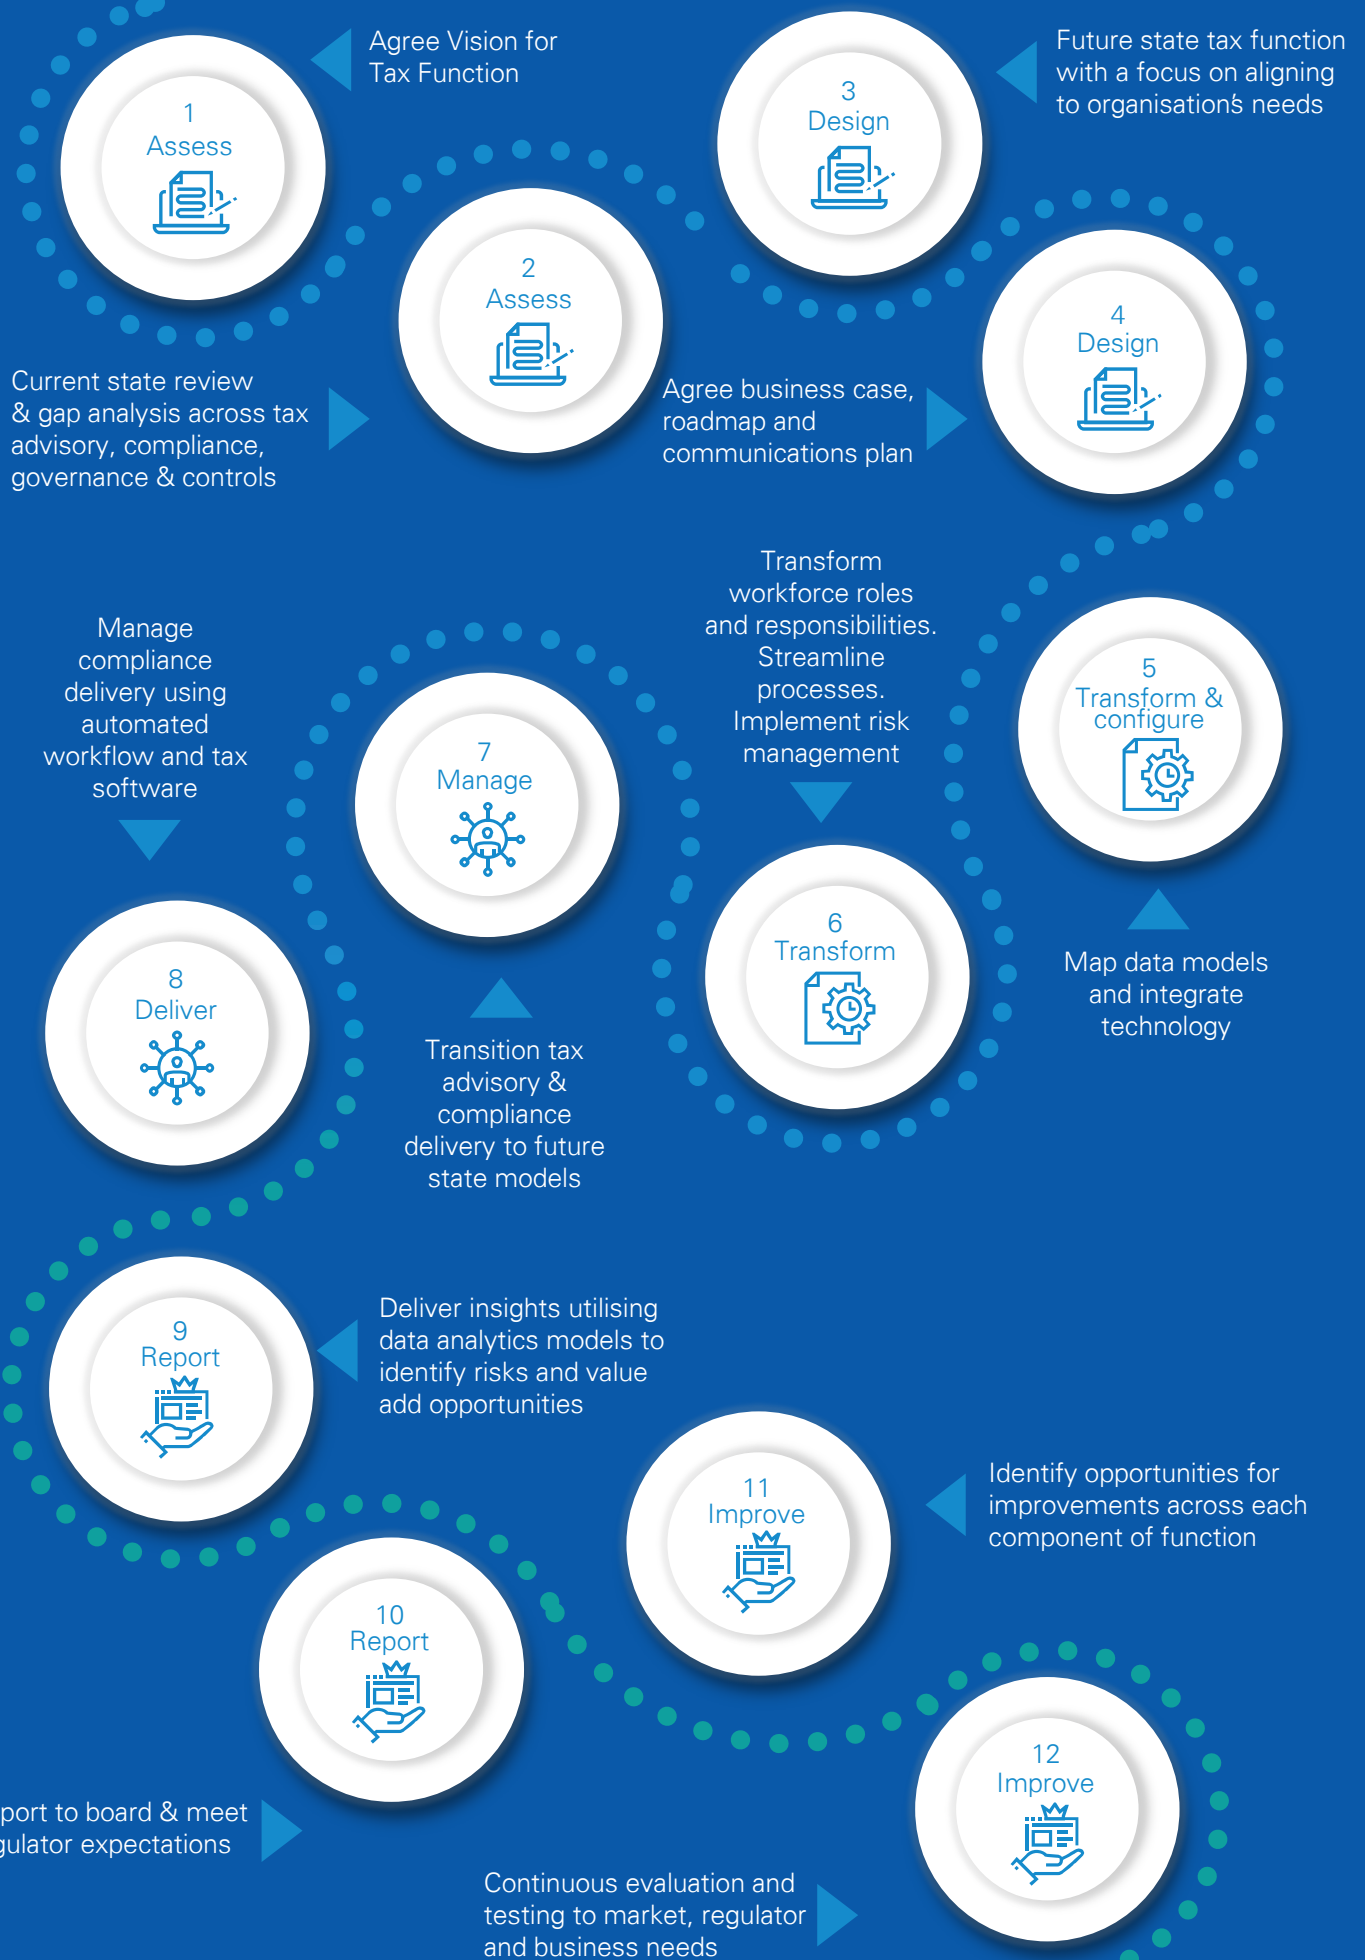 Agree Vision for
Tax Function
1
Assess
Current state review
& gap analysis across tax
advisory, compliance,
governance & controls
2
Assess
Future state tax function
with a focus on aligning
to organisation's needs
3
Design
Agree business case,
roadmap and
communications plan
4
Design
5
Transform &
configure
Map data models
and integrate
technology
Transform
workforce roles
and responsibilities.
Streamline
processes.
Implement risk
management
6
Transform
7
Manage
Transition tax
advisory &
compliance
delivery to future
state models
Manage
compliance
delivery using
automated
workflow and tax
software
8
Deliver
9
Report
Deliver insights utilising
data analytics models to
identify risks and value
add opportunities
10
Report
to board & meet
expectations
11
Improve
Identify opportunities for
improvements across each
component of function
12
Improve
Continuous evaluation and
testing to market, regulator
and business needs